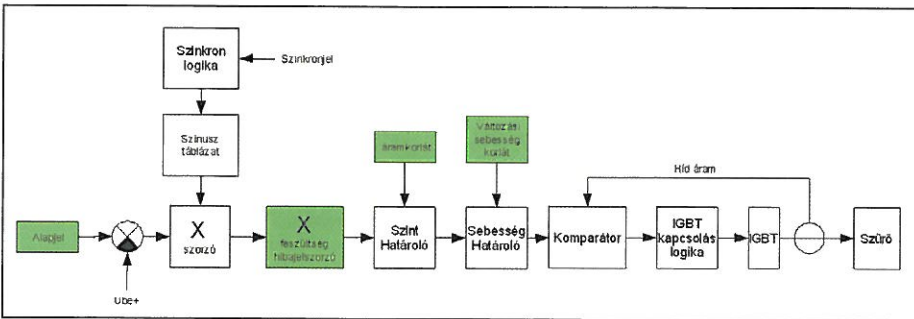 Szinkron
logika
Szinkronjel
Szinusz
táblázat
áramkorlát
Változási
sebesség
korlát
Híd áram
Alapjel
X
szorzó
X
feszültség
hibajelszorzó
Szint
Határoló
Sebesség
Határoló
Komparátor
IGBT
kapcsolás
logika
IGBT
Szűrő
Ube+